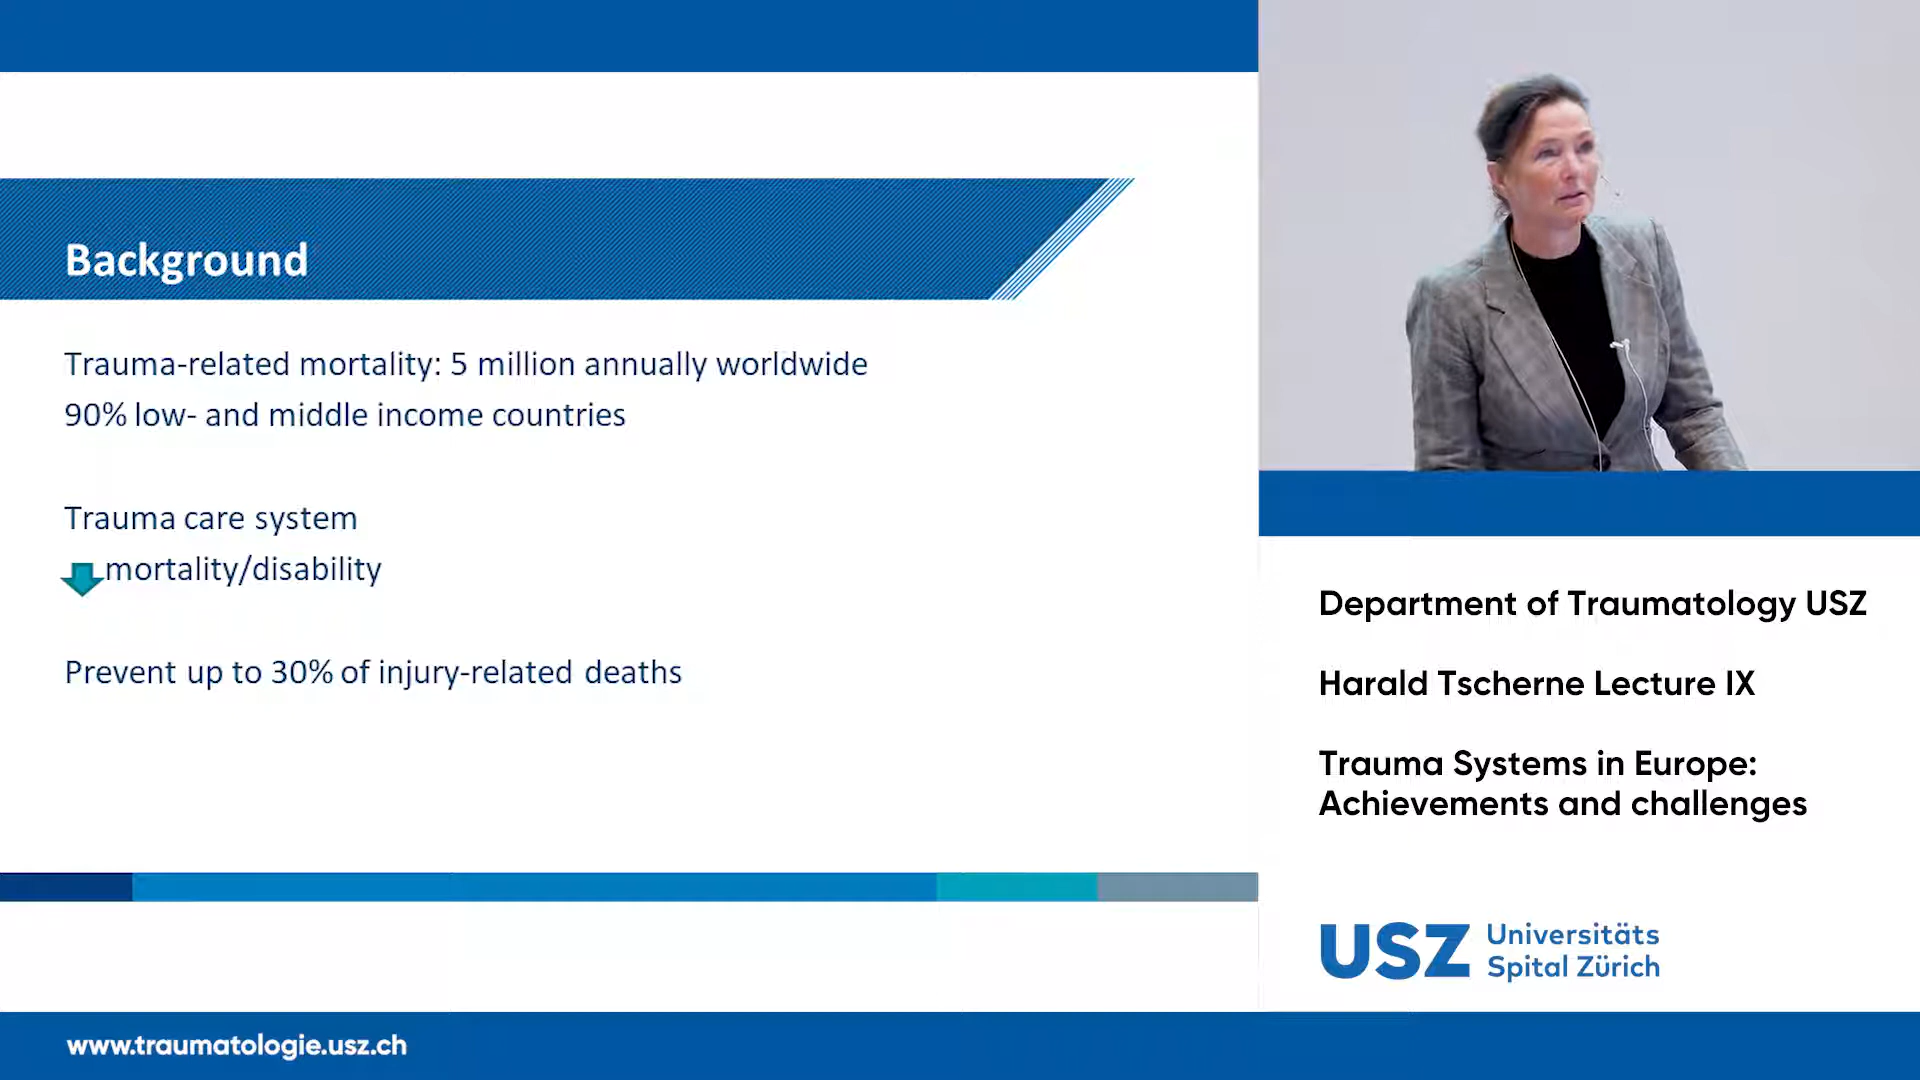 Background
Trauma-related mortality: 5 million annually worldwide
90% low- and middle income countries
Trauma care system
mortality/disability
Prevent up to 30% of injury-related deaths
Department of Traumatology USZ
Harald Tscherne Lecture IX
Trauma Systems in Europe:
Achievements and challenges
USZ Universitäts
Spital Zürich
www.traumatologie.usz.ch